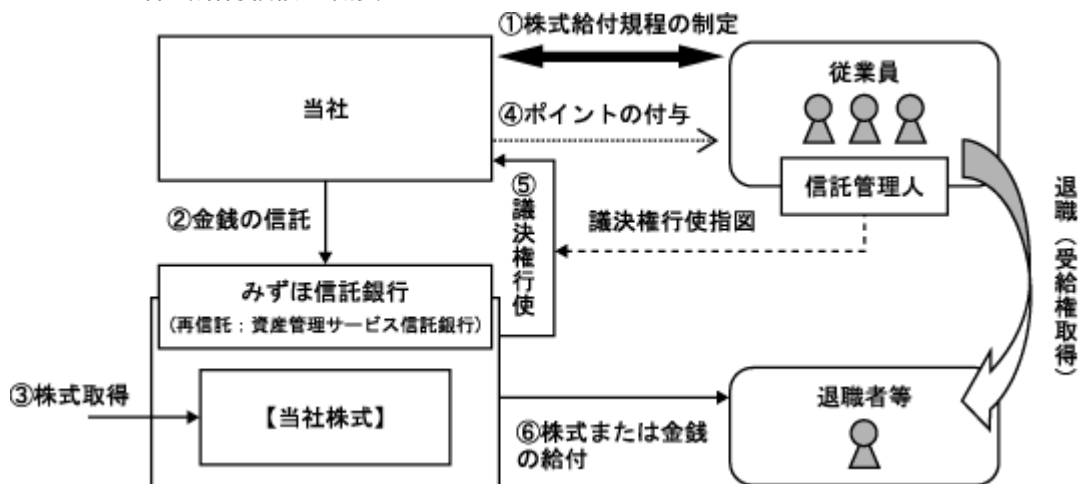 ①株式給付規程の制定
従業員
当社
④ポイントの付与
信託管理人
⑤議決権行使
②金銭の信託
議決権行使指図
退職（受給権取得）
みずほ信託銀行
（再信託：資産管理サービス信託銀行）
③株式取得
【当社株式】
退職者等
⑥株式または金銭
の給付